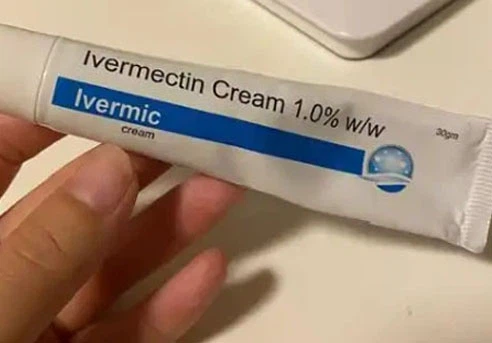 Ivermectin Cream 1.0% w/w
Ivermic
cream
30gm